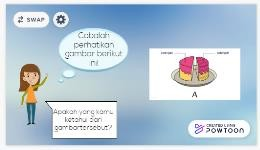 SWAP
Cobalah
perhatikan
gambar berikut
ini
Apakah yang kamu
ketahui dari
gambar tersebut?
A
CREATED USING
POWTOON